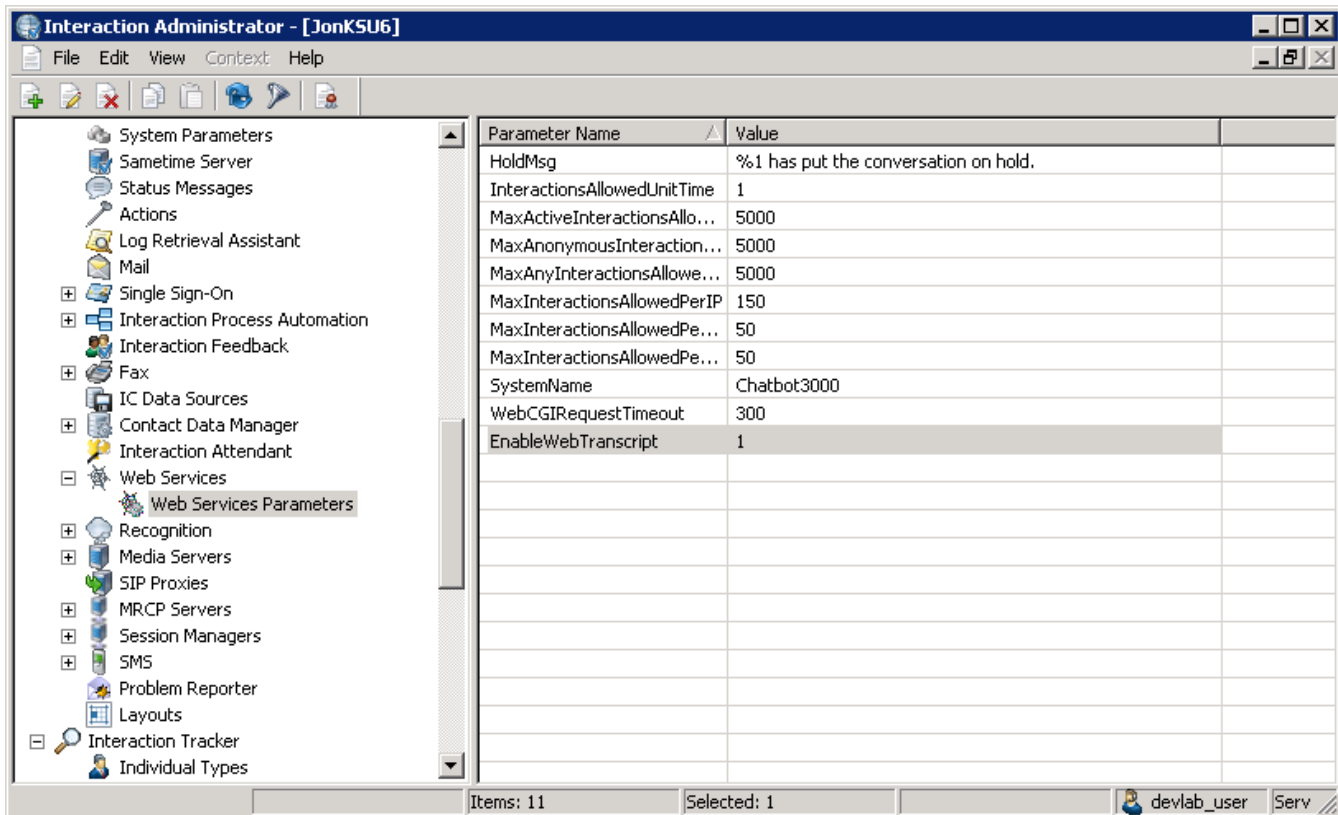 Interaction Administrator - [JonKSU6]
File Edit View Context Help
System Parameters
Sametime Server
Status Messages
Actions
Log Retrieval Assistant
Mail
Single Sign-On
Interaction Process Automation
Interaction Feedback
Fax
IC Data Sources
Contact Data Manager
Interaction Attendant
Web Services
Web Services Parameters
Recognition
Media Servers
SIP Proxies
MRCP Servers
Session Managers
SMS
Problem Reporter
Layouts
Interaction Tracker
Individual Types
Parameter Name Value
HoldMsg %1 has put the conversation on hold.
InteractionsAllowedUnitTime 1
MaxActiveInteractionsAllo... 5000
MaxAnonymousInteraction... 5000
MaxAnyInteractionsAllowe... 5000
MaxInteractionsAllowedPerIP 150
MaxInteractionsAllowedPe... 50
MaxInteractionsAllowedPe... 50
SystemName Chatbot3000
WebCGIRequestTimeout 300
EnableWebTranscript 1
Items: 11 Selected: 1 devlab_user Serv